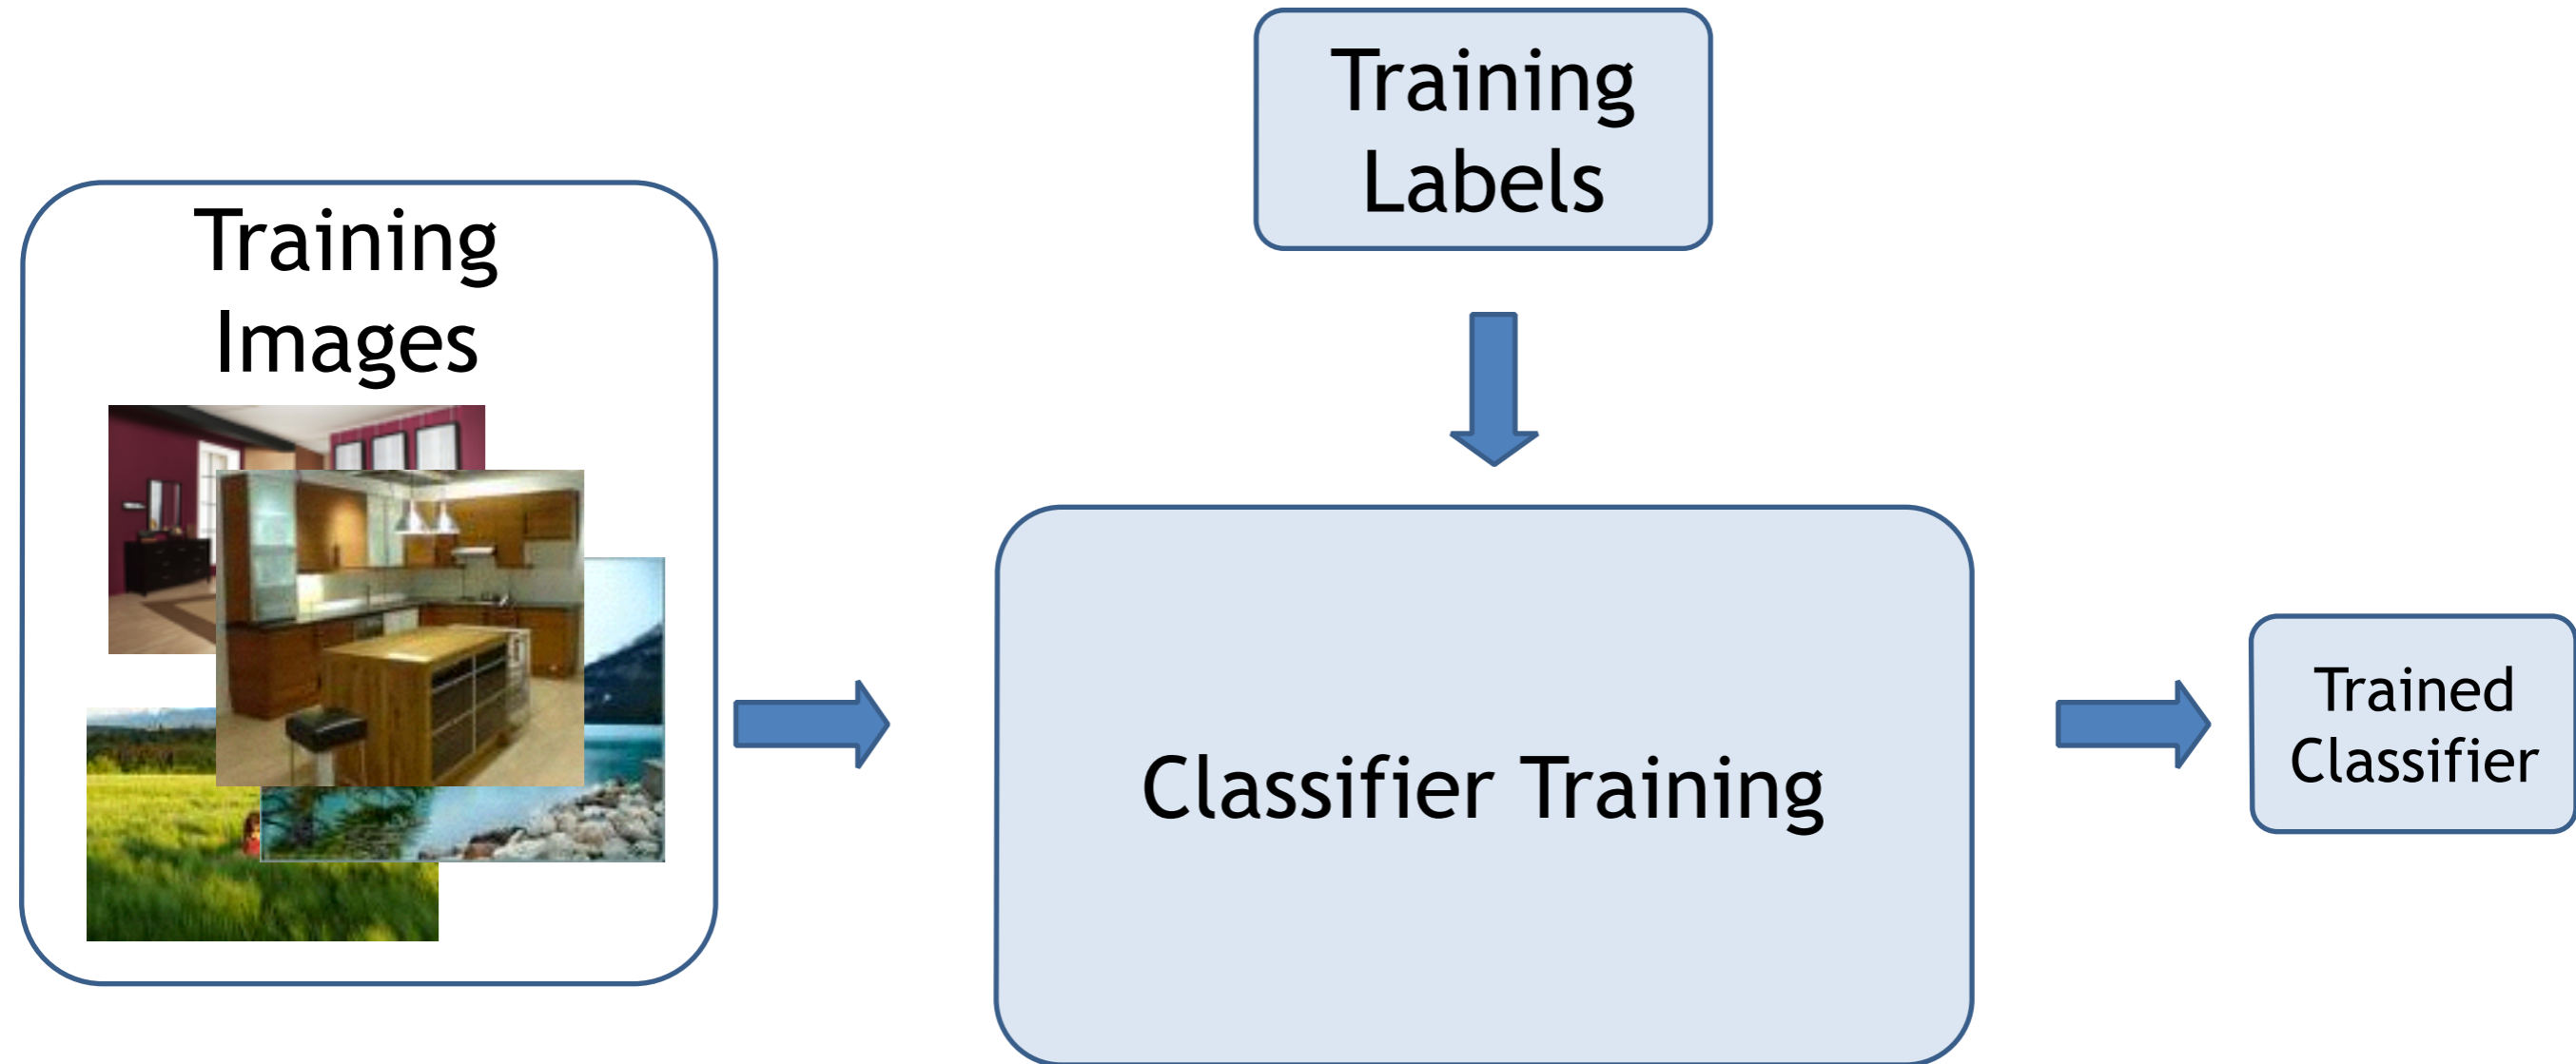 Training
Labels
Training
Images
Classifier Training
Trained
Classifier